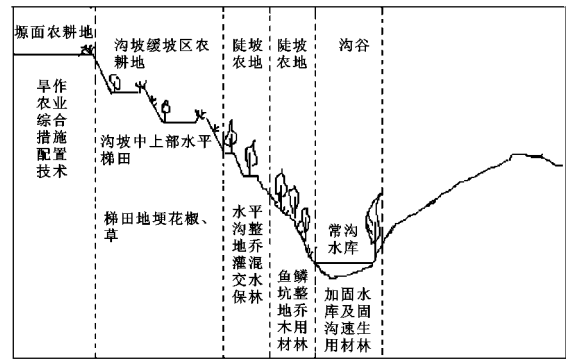 塬面农耕地
旱作
农业
综合
措施
配置
技术
沟坡缓坡区农
耕地
沟坡中上部水平
梯田
梯田地埂花椒、
草
陡坡
农地
水平
沟整
地乔
灌混
交水
保林
陡坡
农地
鱼鳞
坑整
地乔
木用
材林
沟谷
常沟
水库
加固水
库及固
沟速生
用材林